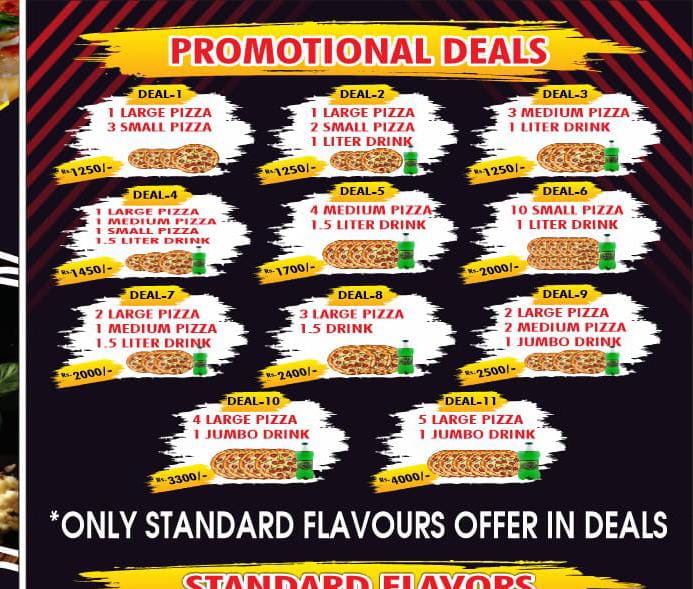 PROMOTIONAL DEALS
DEAL-1
1 LARGE PIZZA
3 SMALL PIZZA
Rs. 1250/-
DEAL-2
1 LARGE PIZZA
2 SMALL PIZZA
1 LITER DRINK
Rs. 1250/-
DEAL-3
3 MEDIUM PIZZA
1 LITER DRINK
Rs. 1250/-
DEAL-4
1 LARGE PIZZA
1 MEDIUM PIZZA
1 SMALL PIZZA
1.5 LITER DRINK
Rs. 1450/-
DEAL-5
4 MEDIUM PIZZA
1.5 LITER DRINK
Rs. 1700/-
DEAL-6
10 SMALL PIZZA
1 LITER DRINK
Rs. 2000/-
DEAL-7
2 LARGE PIZZA
1 MEDIUM PIZZA
1.5 LITER DRINK
Rs. 2000/-
DEAL-8
3 LARGE PIZZA
1.5 DRINK
Rs. 2400/-
DEAL-9
2 LARGE PIZZA
2 MEDIUM PIZZA
1 JUMBO DRINK
Rs. 2500/-
DEAL-10
4 LARGE PIZZA
1 JUMBO DRINK
Rs. 3300/-
DEAL-11
5 LARGE PIZZA
1 JUMBO DRINK
Rs. 4000/-
*ONLY STANDARD FLAVOURS OFFER IN DEALS
STANDARD FLAVORS